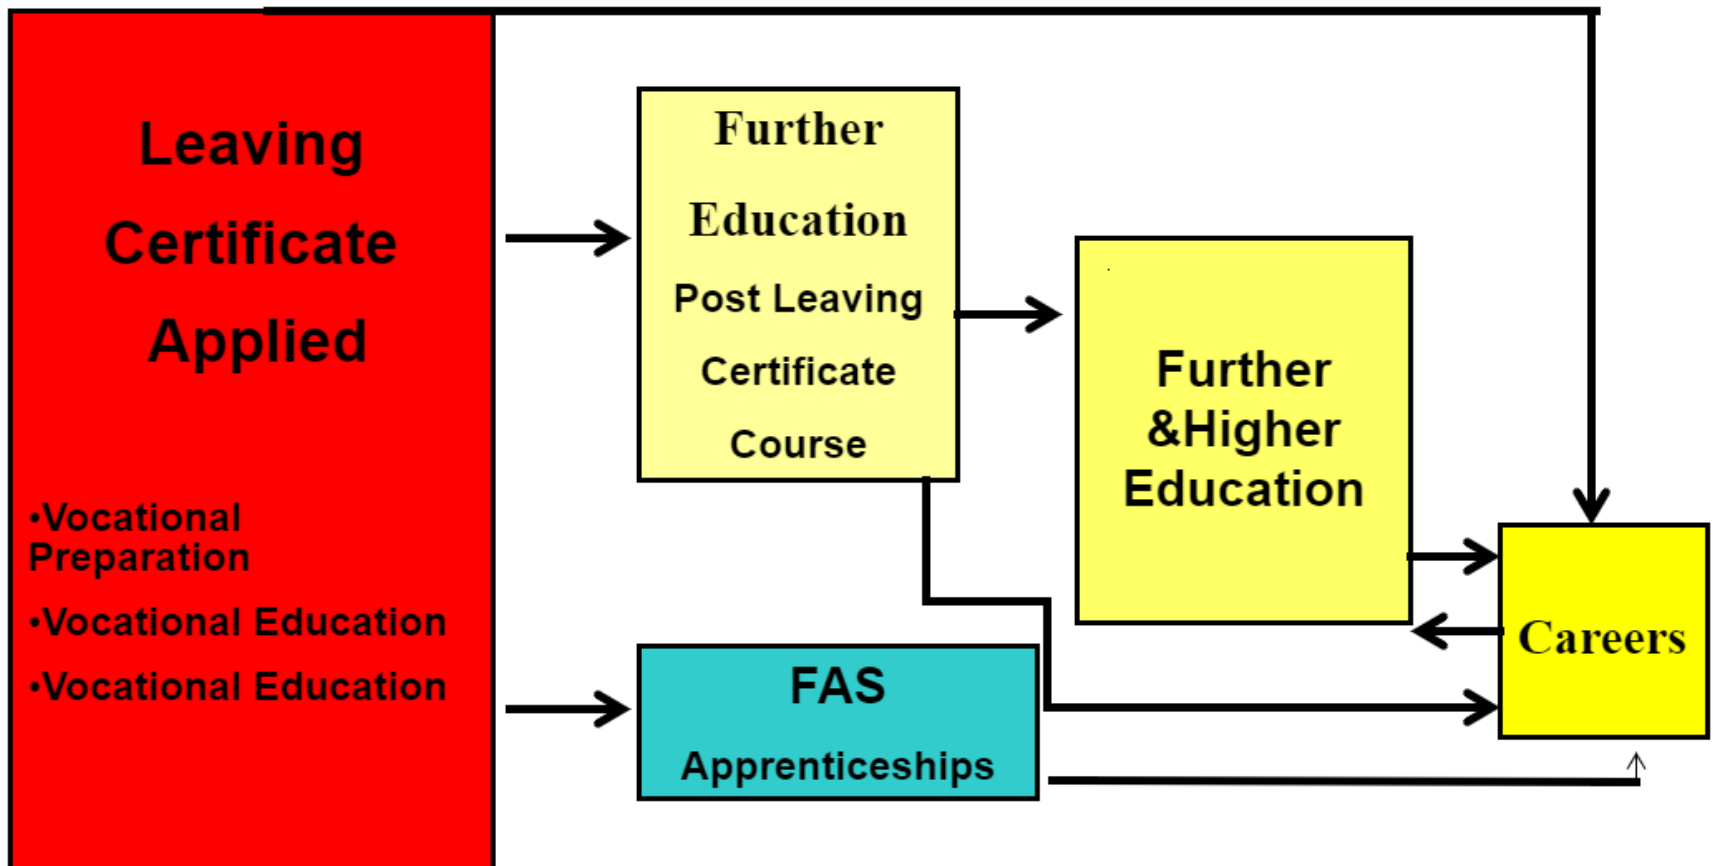 Leaving
Certificate
Applied
•Vocational
Preparation
•Vocational Education
•Vocational Education
Further
Education
Post Leaving
Certificate
Course
FAS
Apprenticeships
.
Further
&Higher
Education
Careers